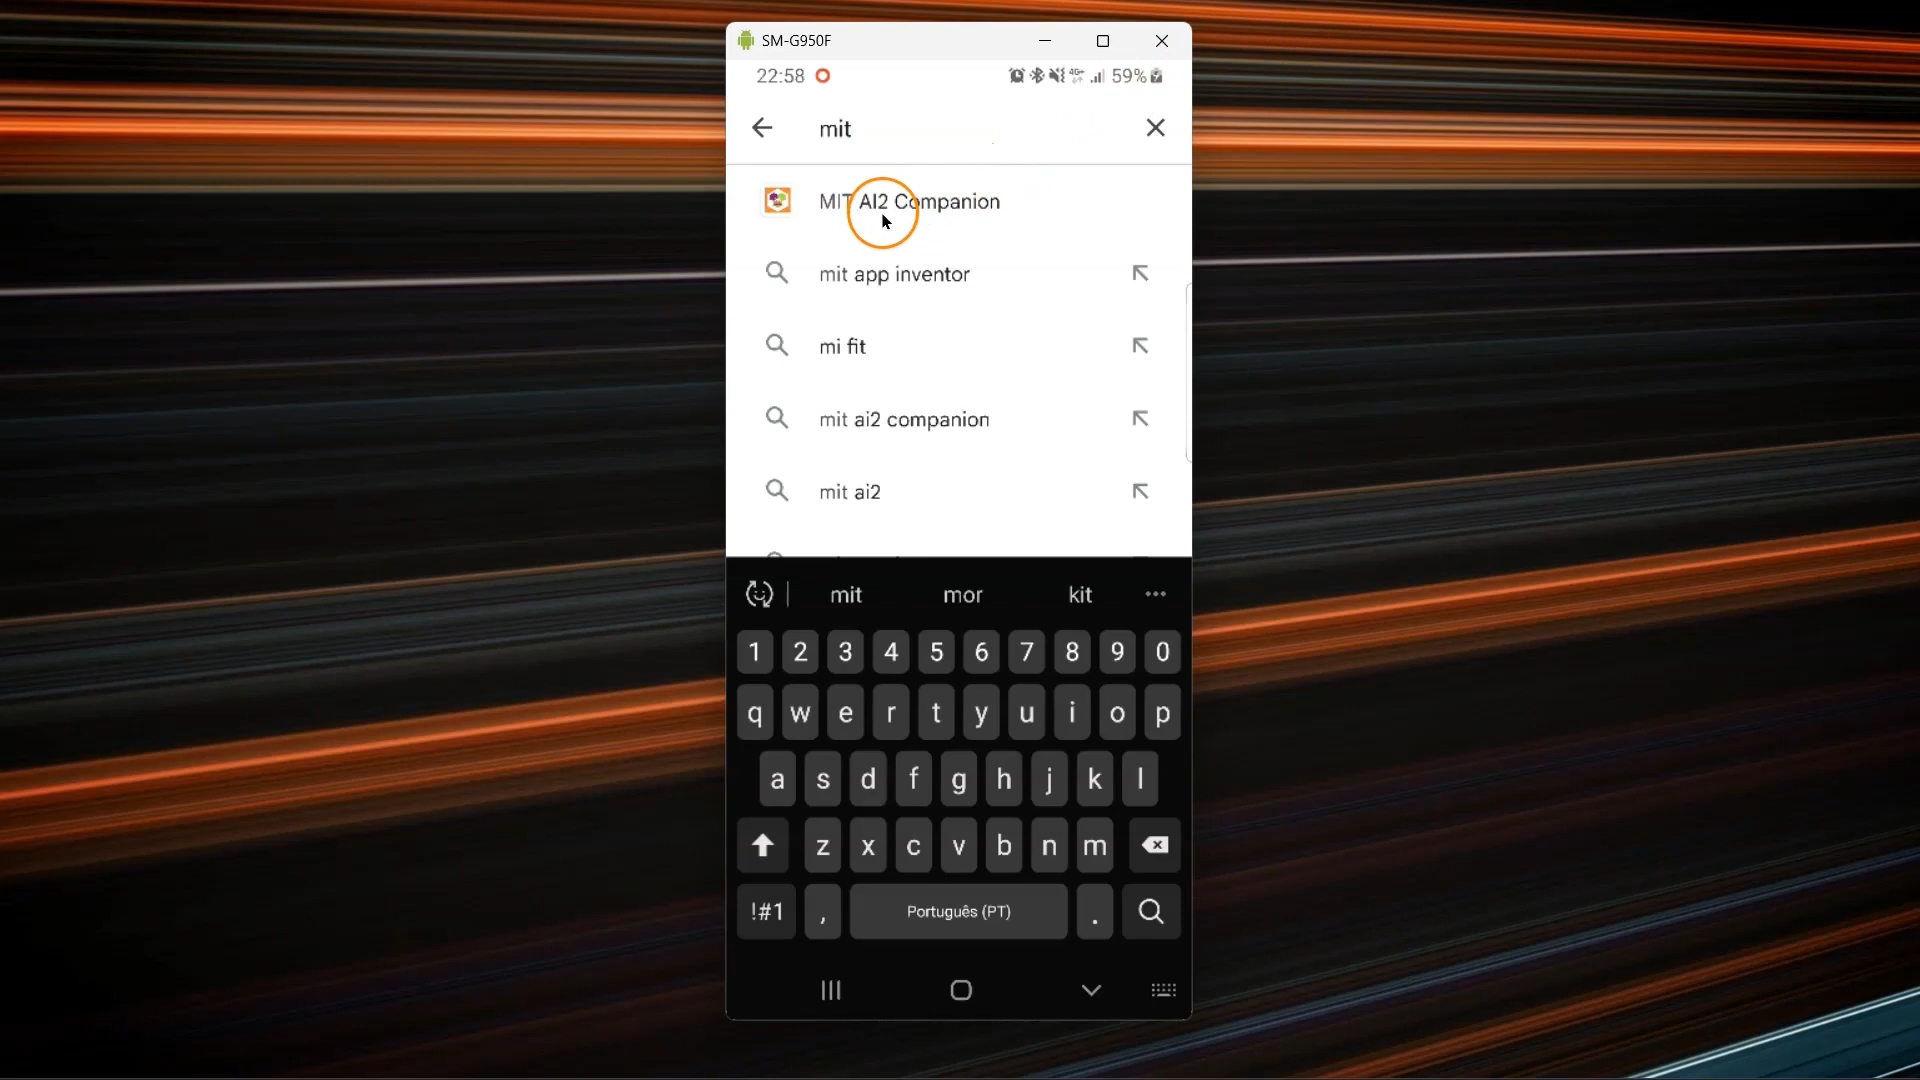 SM-G950F
22:58
4G+ 59%
mit
MIT AI2 Companion
mit app inventor
mi fit
mit ai2 companion
mit ai2
mit mor kit
1 2 3 4 5 6 7 8 9 0
q w e r t y u i o p
a s d f g h j k l
z x c v b n m
!#1 , Português (PT) .